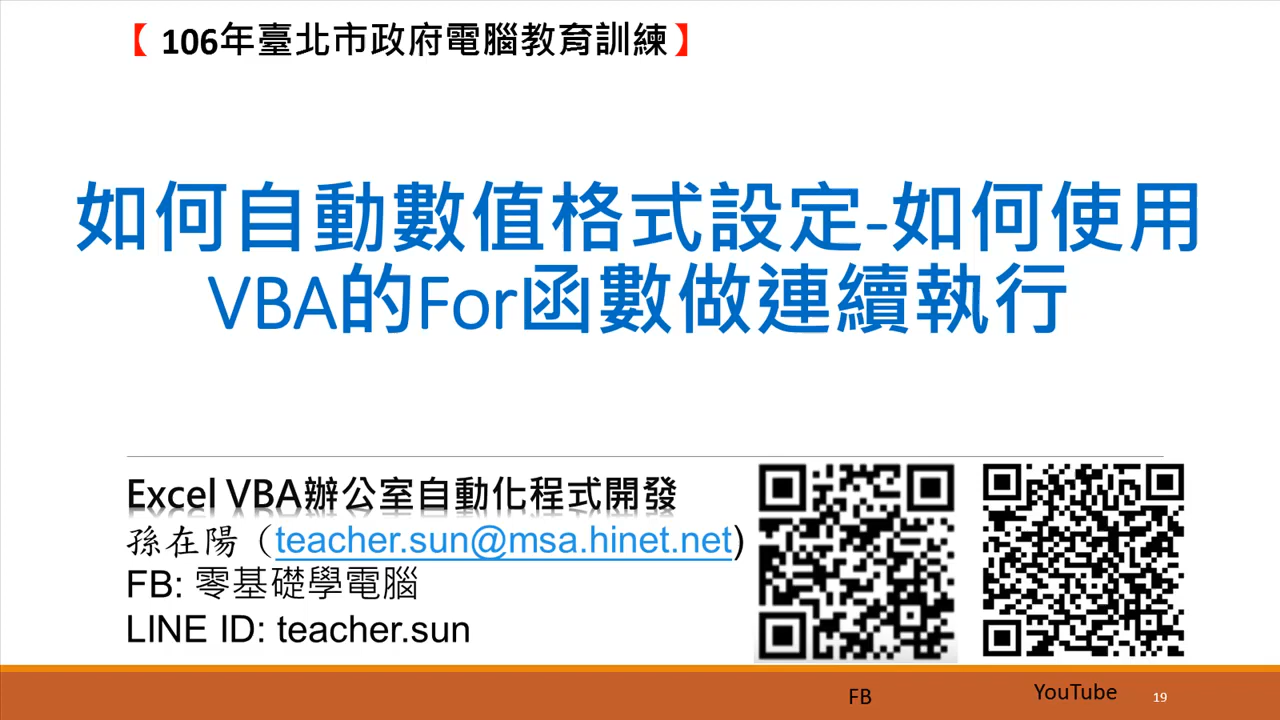 【 106年臺北市政府電腦教育訓練】
如何自動數值格式設定-如何使用
VBA的For函數做連續執行
Excel VBA辦公室自動化程式開發
孫在陽（teacher.sun@msa.hinet.net)
FB: 零基礎學電腦
LINE ID: teacher.sun
FB
YouTube
19